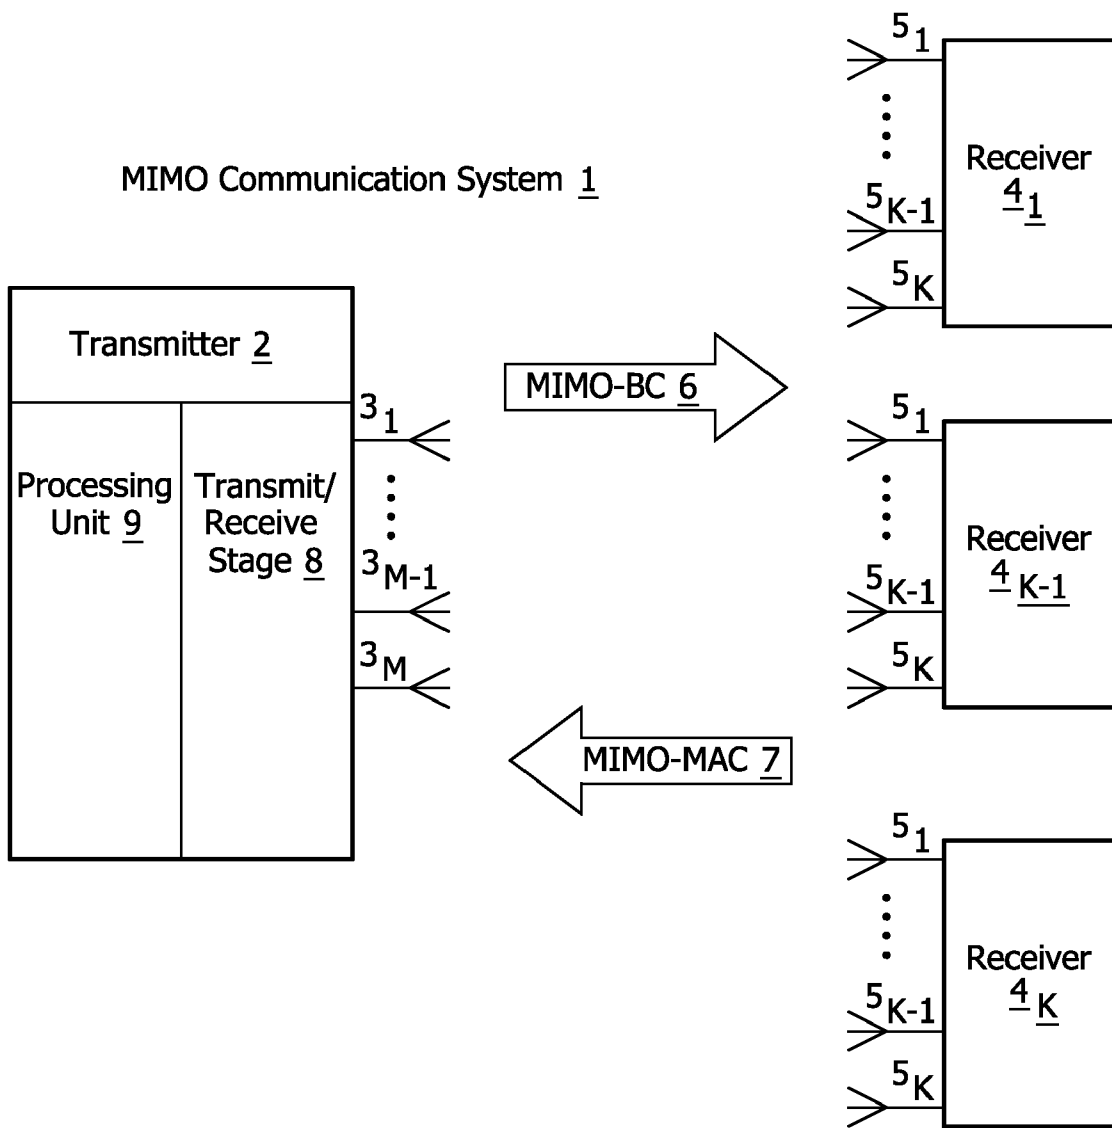 MIMO Communication System 1
Transmitter 2
Processing
Unit 9
Transmit/
Receive
Stage 8
3 1
3 M-1
3 M
MIMO-BC 6
MIMO-MAC 7
5 1
5 K-1
5 K
Receiver
4 1
5 1
5 K-1
5 K
Receiver
4 K-1
5 1
5 K-1
5 K
Receiver
4 K